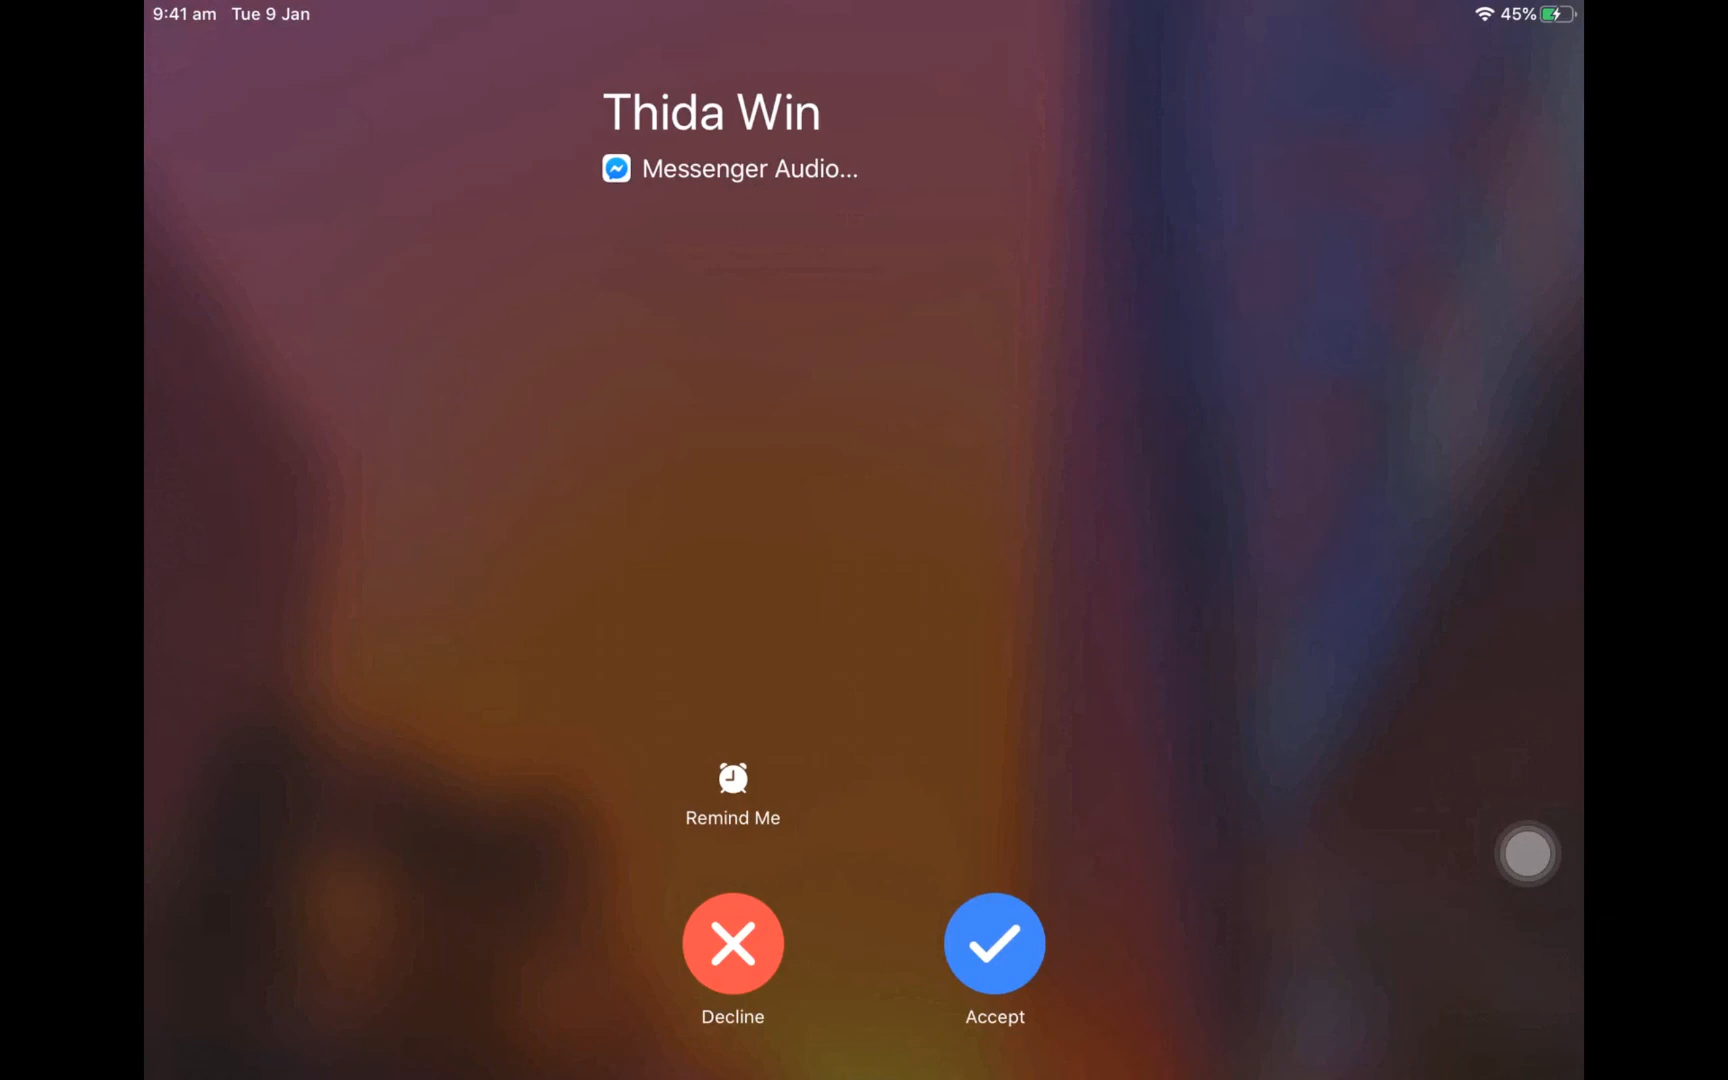 9:41 am Tue 9 Jan
45%
Thida Win
Messenger Audio...
Remind Me
Decline
Accept